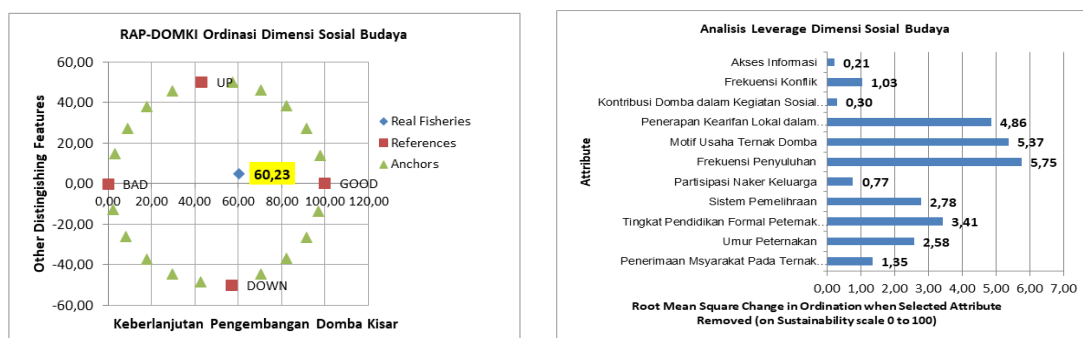 RAP-DOMKI Ordinasi Dimensi Sosial Budaya
60,00
40,00
20,00
0,00
-20,00
-40,00
-60,00
Other Distingishing Features
UP
BAD
60,23
GOOD
DOWN
0,00 20,00 40,00 60,00 80,00 100,00 120,00
Keberlanjutan Pengembangan Domba Kisar
Real Fisheries
References
Anchors
Analisis Leverage Dimensi Sosial Budaya
Attribute
Akses Informasi 0,21
Frekuensi Konflik 1,03
Kontribusi Domba dalam Kegiatan Sosial... 0,30
Penerapan Kearifan Lokal dalam... 4,86
Motif Usaha Ternak Domba 5,37
Frekuensi Penyuluhan 5,75
Partisipasi Naker Keluarga 0,77
Sistem Pemelihraan 2,78
Tingkat Pendidikan Formal Peternak... 3,41
Umur Peternakan 2,58
Penerimaan Msyarakat Pada Ternak... 1,35
0,00 1,00 2,00 3,00 4,00 5,00 6,00 7,00
Root Mean Square Change in Ordination when Selected Attribute
Removed (on Sustainability scale 0 to 100)